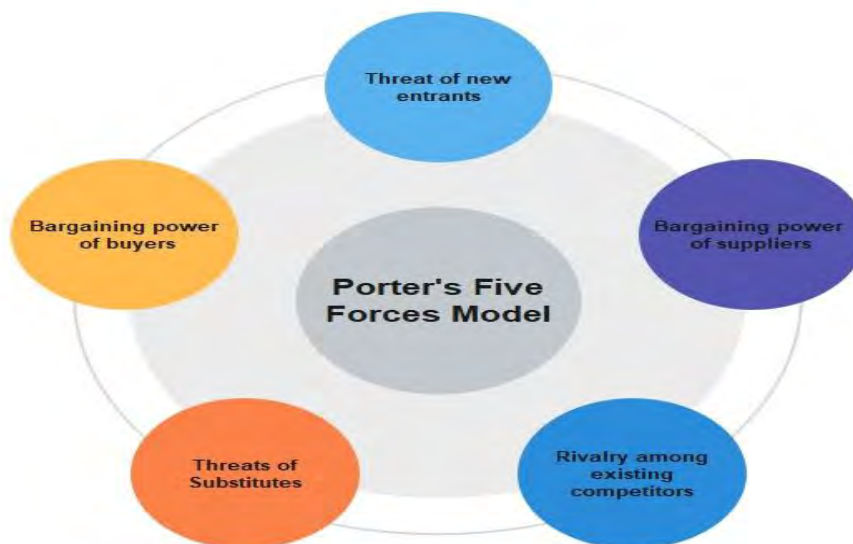 Threat of new
entrants
Bargaining power
of buyers
Bargaining power
of suppliers
Porter's Five
Forces Model
Threats of
Substitutes
Rivalry among
existing
competitors